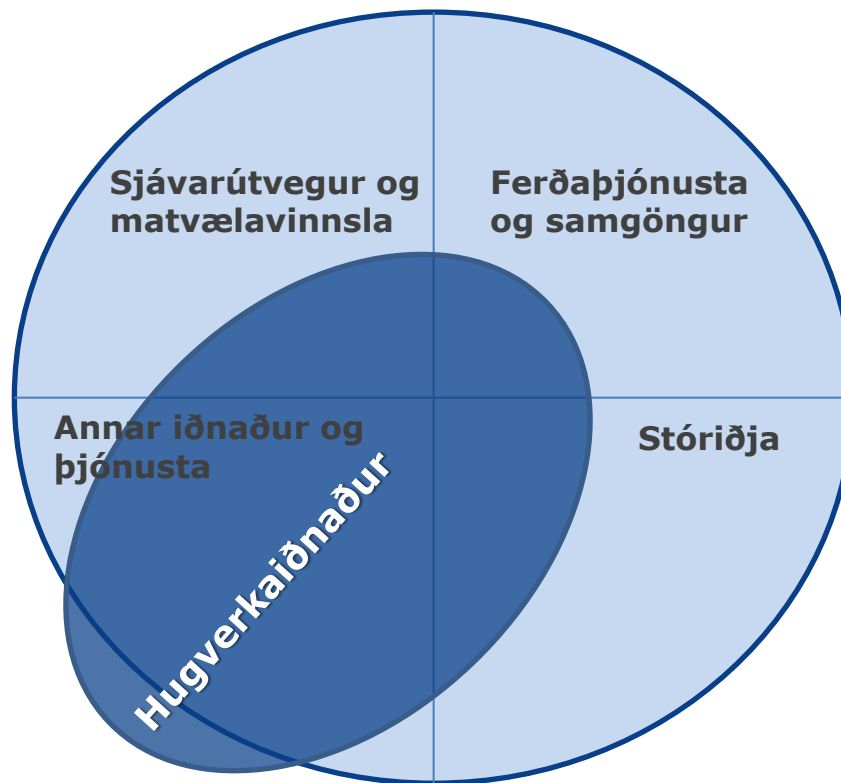 Sjávarútvegur og
matvælavinnsla
Ferðaþjónusta
og samgöngur
Annar iðnaður og
þjónusta
Stóriðja
Hugverkaiðnaður